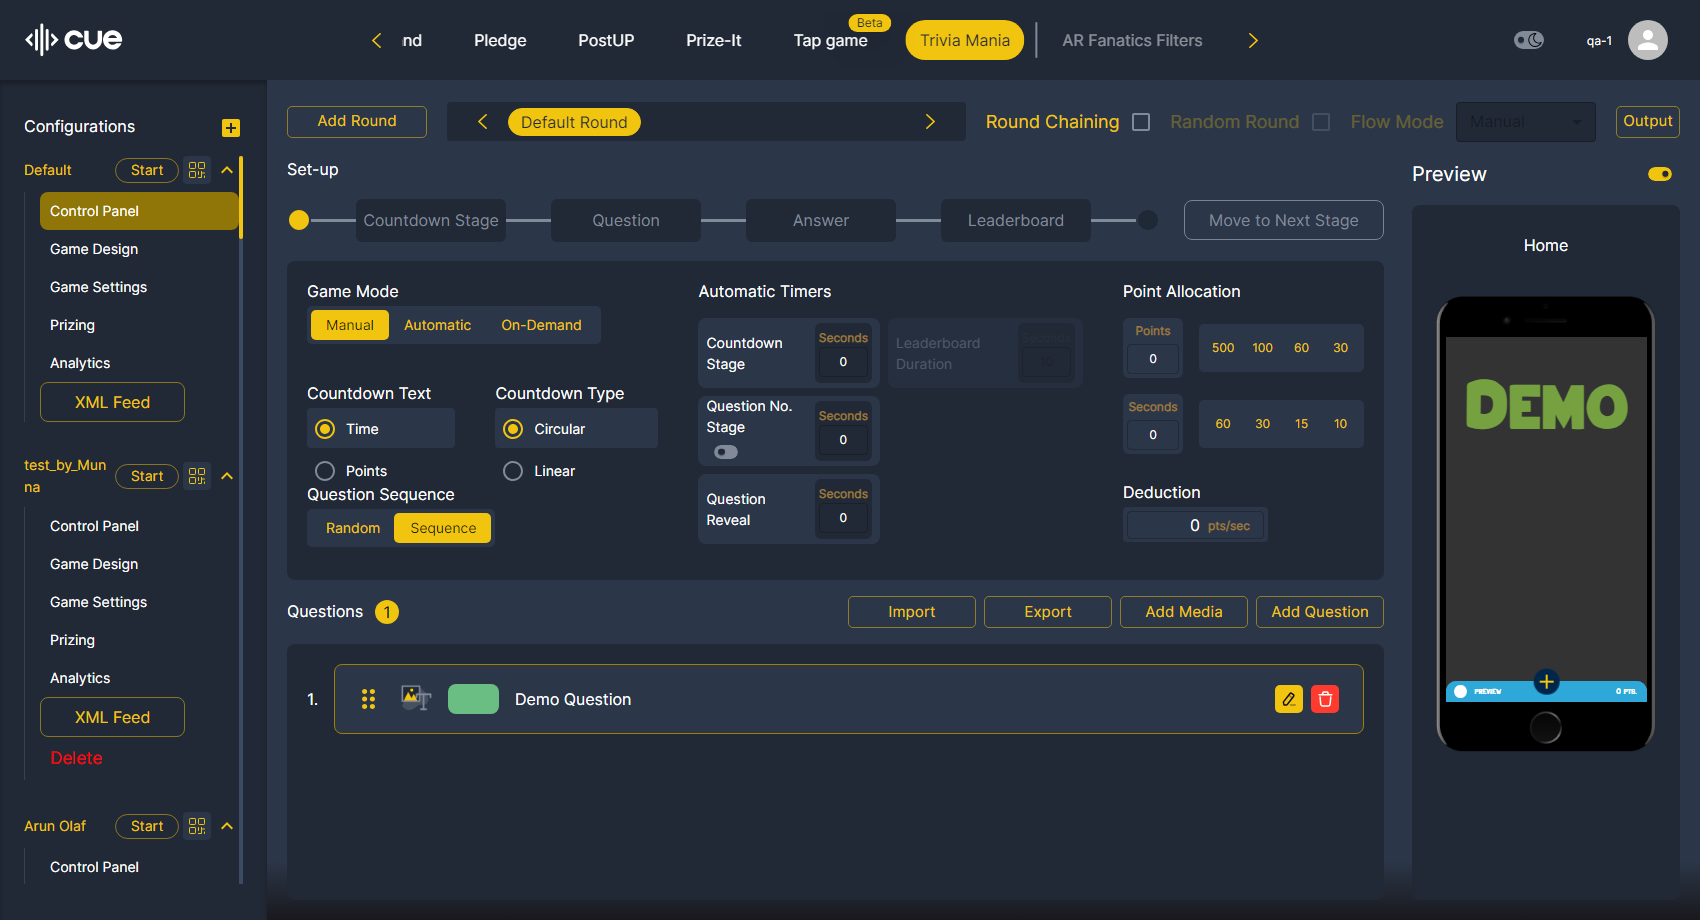 cue
nd
Pledge
PostUP
Prize-It
Tap game
Beta
Trivia Mania
AR Fanatics Filters
qa-1
Configurations
Default
Start
Control Panel
Game Design
Game Settings
Prizing
Analytics
XML Feed
test_by_Mun
na
Start
Control Panel
Game Design
Game Settings
Prizing
Analytics
XML Feed
Delete
Arun Olaf
Start
Control Panel
Add Round
Default Round
Round Chaining
Random Round
Flow Mode
Manual
Output
Set-up
Countdown Stage
Question
Answer
Leaderboard
Move to Next Stage
Game Mode
Manual
Automatic
On-Demand
Countdown Text
Time
Points
Countdown Type
Circular
Linear
Question Sequence
Random
Sequence
Automatic Timers
Countdown
Stage
Seconds
0
Leaderboard
Duration
Seconds
10
Question No.
Stage
Seconds
0
Question
Reveal
Seconds
0
Point Allocation
Points
0
500
100
60
30
Seconds
0
60
30
15
10
Deduction
0 pts/sec
Questions 1
Import
Export
Add Media
Add Question
1.
Demo Question
Preview
Home
DEMO
PREVIEW
0 PTS.